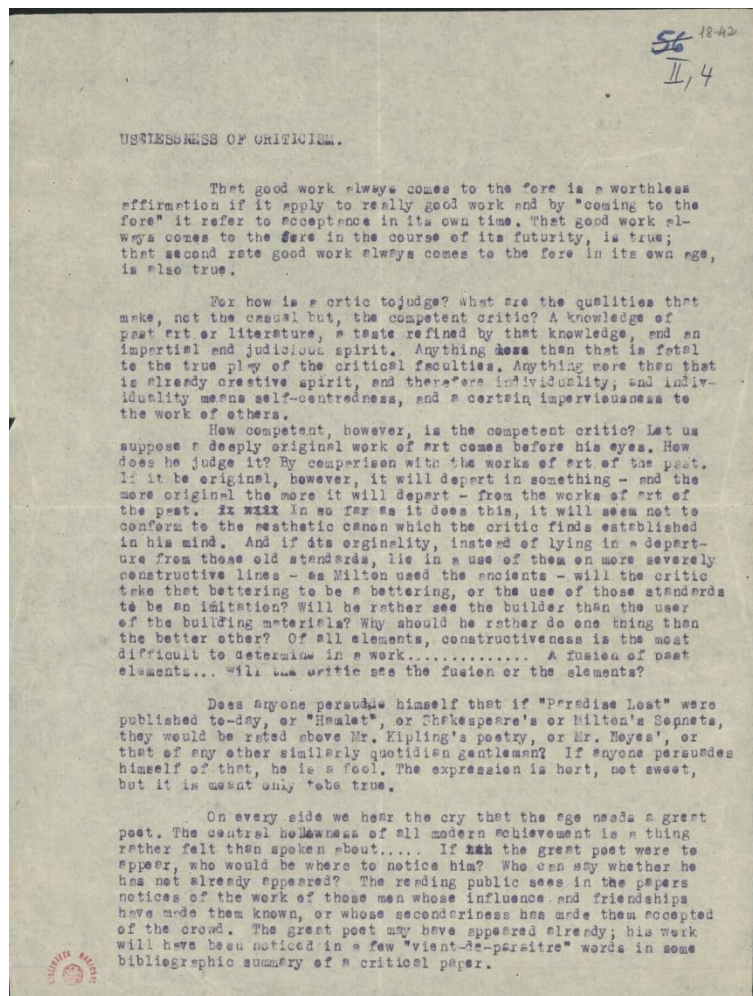 18-42
56
II, 4
USELESSNESS OF CRITICISM.
That good work always comes to the fore is a worthless
affirmation if it apply to really good work and by "coming to the
fore" it refer to acceptance in its own time. That good work al-
ways comes to the fore in the course of its futurity, is true;
that second rate good work always comes to the fore in its own age,
is also true.
For how is a crtic tojudge? What are the qualities that
make, not the casual but, the competent critic? A knowledge of
past art or literature, a taste refined by that knowledge, and an
impartial and judicious spirit. Anything less than that is fatal
to the true play of the critical faculties. Anything more than that
is already creative spirit, and therefore individuality; and indiv-
iduality means self-centredness, and a certain imperviousness to
the work of others.
How competent, however, is the competent critic? Let us
suppose a deeply original work of art comes before his eyes. How
does he judge it? By comparison with the works of art of the past.
If it be original, however, it will depart in something - and the
more original the more it will depart - from the works of art of
the past. it will In so far as it does this, it will seem not to
conform to the aesthetic canon which the critic finds established
in his mind. And if its orginality, instead of lying in a depart-
ure from those old standards, lie in a use of them on more severely
constructive lines - as Milton used the ancients - will the critic
take that bettering to be a bettering, or the use of those standards
to be an imitation? Will he rather see the builder than the user
of the building materials? Why should he rather do one thing than
the better other? Of all elements, constructiveness is the most
difficult to determine in a work.............. A fusion of past
elements... Will the critic see the fusion or the elements?
Does anyone persuade himself that if "Paradise Lost" were
published to-day, or "Hamlet", or Shakespeare's or Milton's Sonnets,
they would be rated above Mr. Kipling's poetry, or Mr. Noyes', or
that of any other similarly quotidian gentleman? If anyone persuades
himself of that, he is a fool. The expression is hort, not sweet,
but it is meant only tobe true.
On every side we hear the cry that the age needs a great
poet. The central hollowness of all modern achievement is a thing
rather felt than spoken about..... If the great poet were to
appear, who would be where to notice him? Who can say whether he
has not already appeared? The reading public sees in the papers
notices of the work of those men whose influence and friendships
have made them known, or whose secondariness has made them accepted
of the crowd. The great poet may have appeared already; his work
will have been noticed in a few "vient-de-paraitre" words in some
bibliographic summary of a critical paper.